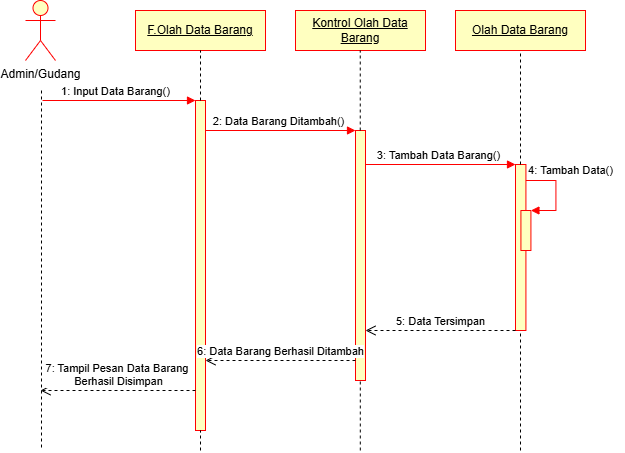 F.Olah Data Barang
Kontrol Olah Data
Barang
Olah Data Barang
Admin/Gudang
1: Input Data Barang()
2: Data Barang Ditambah()
3: Tambah Data Barang()
4: Tambah Data()
5: Data Tersimpan
6: Data Barang Berhasil Ditambah
7: Tampil Pesan Data Barang
Berhasil Disimpan